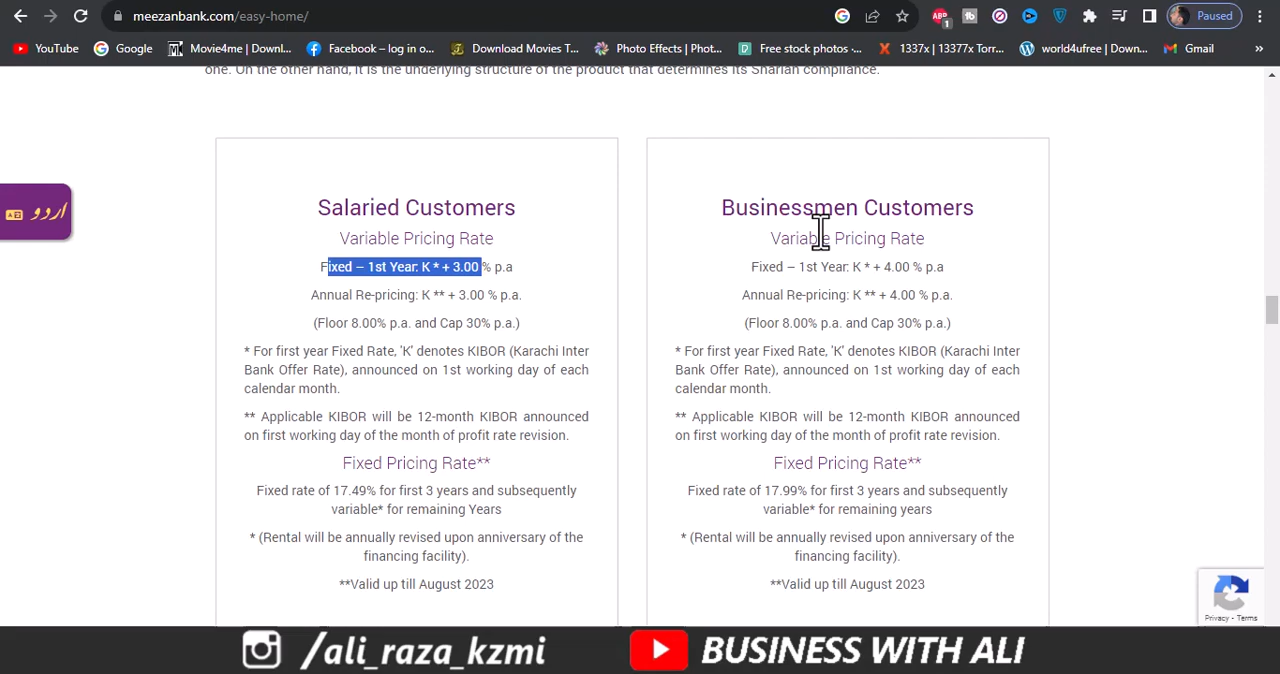 meezanbank.com/easy-home/
ABP
1
tb
Paused
YouTube
Google
Movie4me | Downl...
Facebook – log in o...
Download Movies T...
Photo Effects | Phot...
Free stock photos -...
1337x | 13377x Torr...
world4ufree | Down...
Gmail
»
one. On the other hand, it is the underlying structure of the product that determines its Shariah compliance.
اردو
Salaried Customers
Variable Pricing Rate
Fixed – 1st Year: K * + 3.00 % p.a
Annual Re-pricing: K ** + 3.00 % p.a.
(Floor 8.00% p.a. and Cap 30% p.a.)
* For first year Fixed Rate, 'K' denotes KIBOR (Karachi Inter
Bank Offer Rate), announced on 1st working day of each
calendar month.
** Applicable KIBOR will be 12-month KIBOR announced
on first working day of the month of profit rate revision.
Fixed Pricing Rate**
Fixed rate of 17.49% for first 3 years and subsequently
variable* for remaining Years
* (Rental will be annually revised upon anniversary of the
financing facility).
**Valid up till August 2023
Businessmen Customers
Variable Pricing Rate
Fixed – 1st Year: K * + 4.00 % p.a
Annual Re-pricing: K ** + 4.00 % p.a.
(Floor 8.00% p.a. and Cap 30% p.a.)
* For first year Fixed Rate, 'K' denotes KIBOR (Karachi Inter
Bank Offer Rate), announced on 1st working day of each
calendar month.
** Applicable KIBOR will be 12-month KIBOR announced
on first working day of the month of profit rate revision.
Fixed Pricing Rate**
Fixed rate of 17.99% for first 3 years and subsequently
variable* for remaining years
* (Rental will be annually revised upon anniversary of the
financing facility).
**Valid up till August 2023
Privacy - Terms
/ali_raza_kzmi
BUSINESS WITH ALI